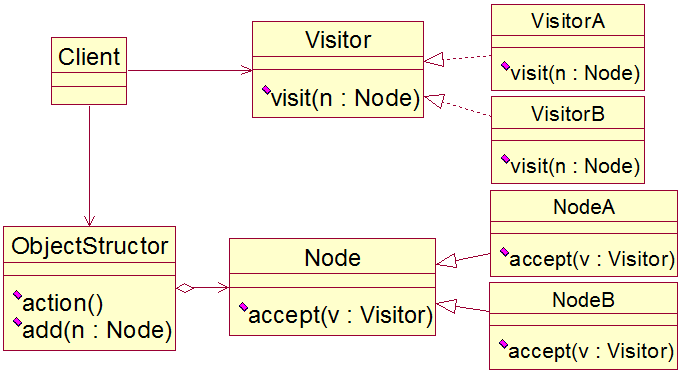 Client
Visitor
visit(n : Node)
VisitorA
visit(n : Node)
VisitorB
visit(n : Node)
ObjectStructor
action()
add(n : Node)
Node
accept(v : Visitor)
NodeA
accept(v : Visitor)
NodeB
accept(v : Visitor)